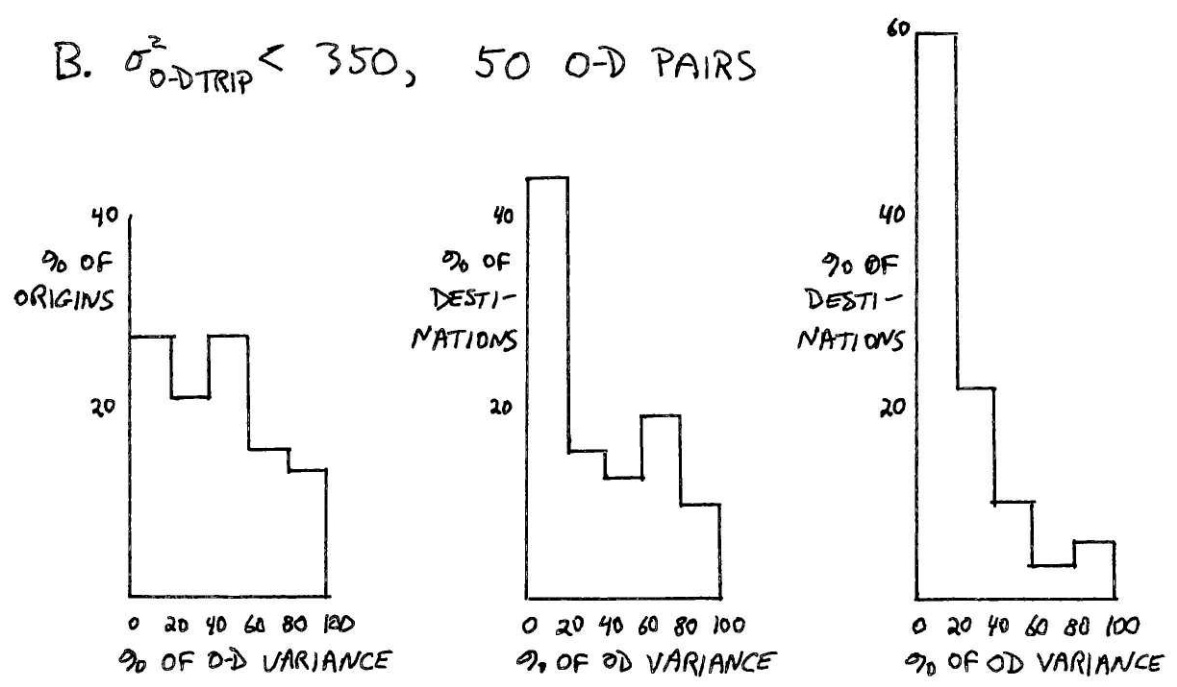 B. σ²O-D TRIP < 350, 50 O-D PAIRS
40
% OF
ORIGINS
20
0 20 40 60 80 100
% OF O-D VARIANCE
40
% OF
DESTI-
NATIONS
20
0 20 40 60 80 100
% OF OD VARIANCE
60
40
% OF
DESTI-
NATIONS
20
0 20 40 60 80 100
% OF OD VARIANCE